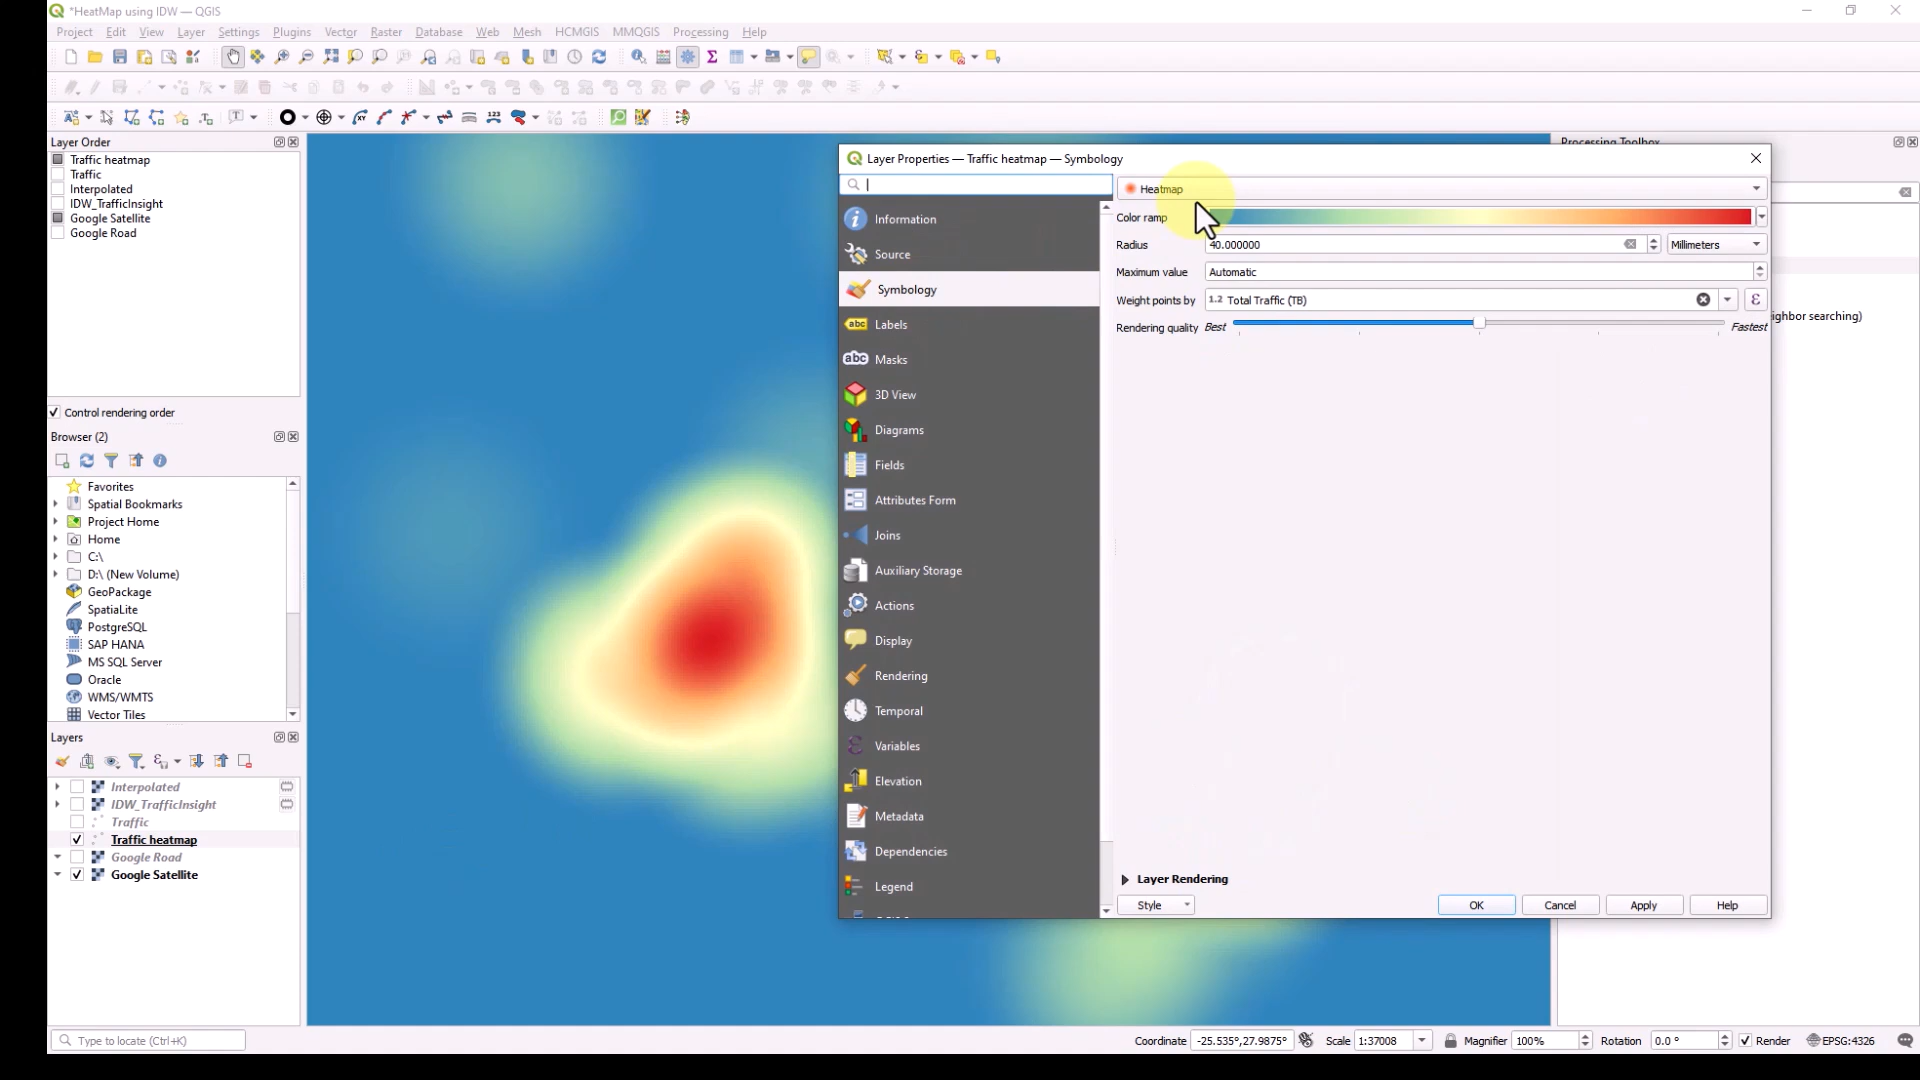 *HeatMap using IDW — QGIS
Project Edit View Layer Settings Plugins Vector Raster Database Web Mesh HCMGIS MMQGIS Processing Help
Layer Order
Traffic heatmap
Traffic
Interpolated
IDW_TrafficInsight
Google Satellite
Google Road
Control rendering order
Browser (2)
Favorites
Spatial Bookmarks
Project Home
Home
C:\
D:\ (New Volume)
GeoPackage
SpatiaLite
PostgreSQL
SAP HANA
MS SQL Server
Oracle
WMS/WMTS
Vector Tiles
Layers
Interpolated
IDW_TrafficInsight
Traffic
Traffic heatmap
Google Road
Google Satellite
Processing Toolbox
ighbor searching)
Layer Properties — Traffic heatmap — Symbology
Information
Source
Symbology
Labels
Masks
3D View
Diagrams
Fields
Attributes Form
Joins
Auxiliary Storage
Actions
Display
Rendering
Temporal
Variables
Elevation
Metadata
Dependencies
Legend
Heatmap
Color ramp
Radius 40.000000 Millimeters
Maximum value Automatic
Weight points by 1.2 Total Traffic (TB)
Rendering quality Best Fastest
Layer Rendering
Style OK Cancel Apply Help
Type to locate (Ctrl+K) Coordinate -25.535°,27.9875° Scale 1:37008 Magnifier 100% Rotation 0.0 ° Render EPSG:4326